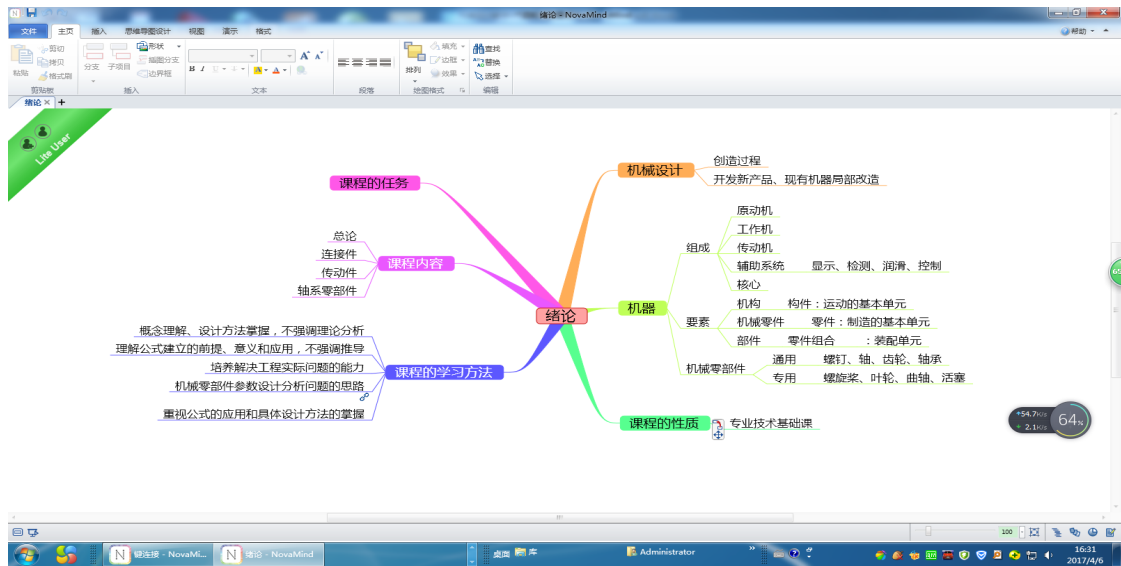 绪论 - NovaMind
文件 主页 插入 思维导图设计 视图 演示 格式 帮助
粘贴 剪切 拷贝 格式刷
分支 子项目 形状 插图分支 边界框
B I U
排列 填充 边框 效果
查找 替换 选择
剪贴板 插入 文本 段落 地图格式 编辑
绪论
Lite User
绪论
课程的任务
课程内容
总论
连接件
传动件
轴系零部件
课程的学习方法
概念理解、设计方法掌握，不强调理论分析
理解公式建立的前提、意义和应用，不强调推导
培养解决工程实际问题的能力
机械零部件参数设计分析问题的思路
重视公式的应用和具体设计方法的掌握
机械设计
创造过程
开发新产品、现有机器局部改造
机器
组成
原动机
工作机
传动机
辅助系统 显示、检测、润滑、控制
核心
要素
机构 构件：运动的基本单元
机械零件 零件：制造的基本单元
部件 零件组合 ：装配单元
机械零部件
通用 螺钉、轴、齿轮、轴承
专用 螺旋桨、叶轮、曲轴、活塞
课程的性质
专业技术基础课
54.7K/s
2.1K/s
64%
100
键连接 - NovaMi...
绪论 - NovaMind
桌面 库
Administrator
16:31
2017/4/6